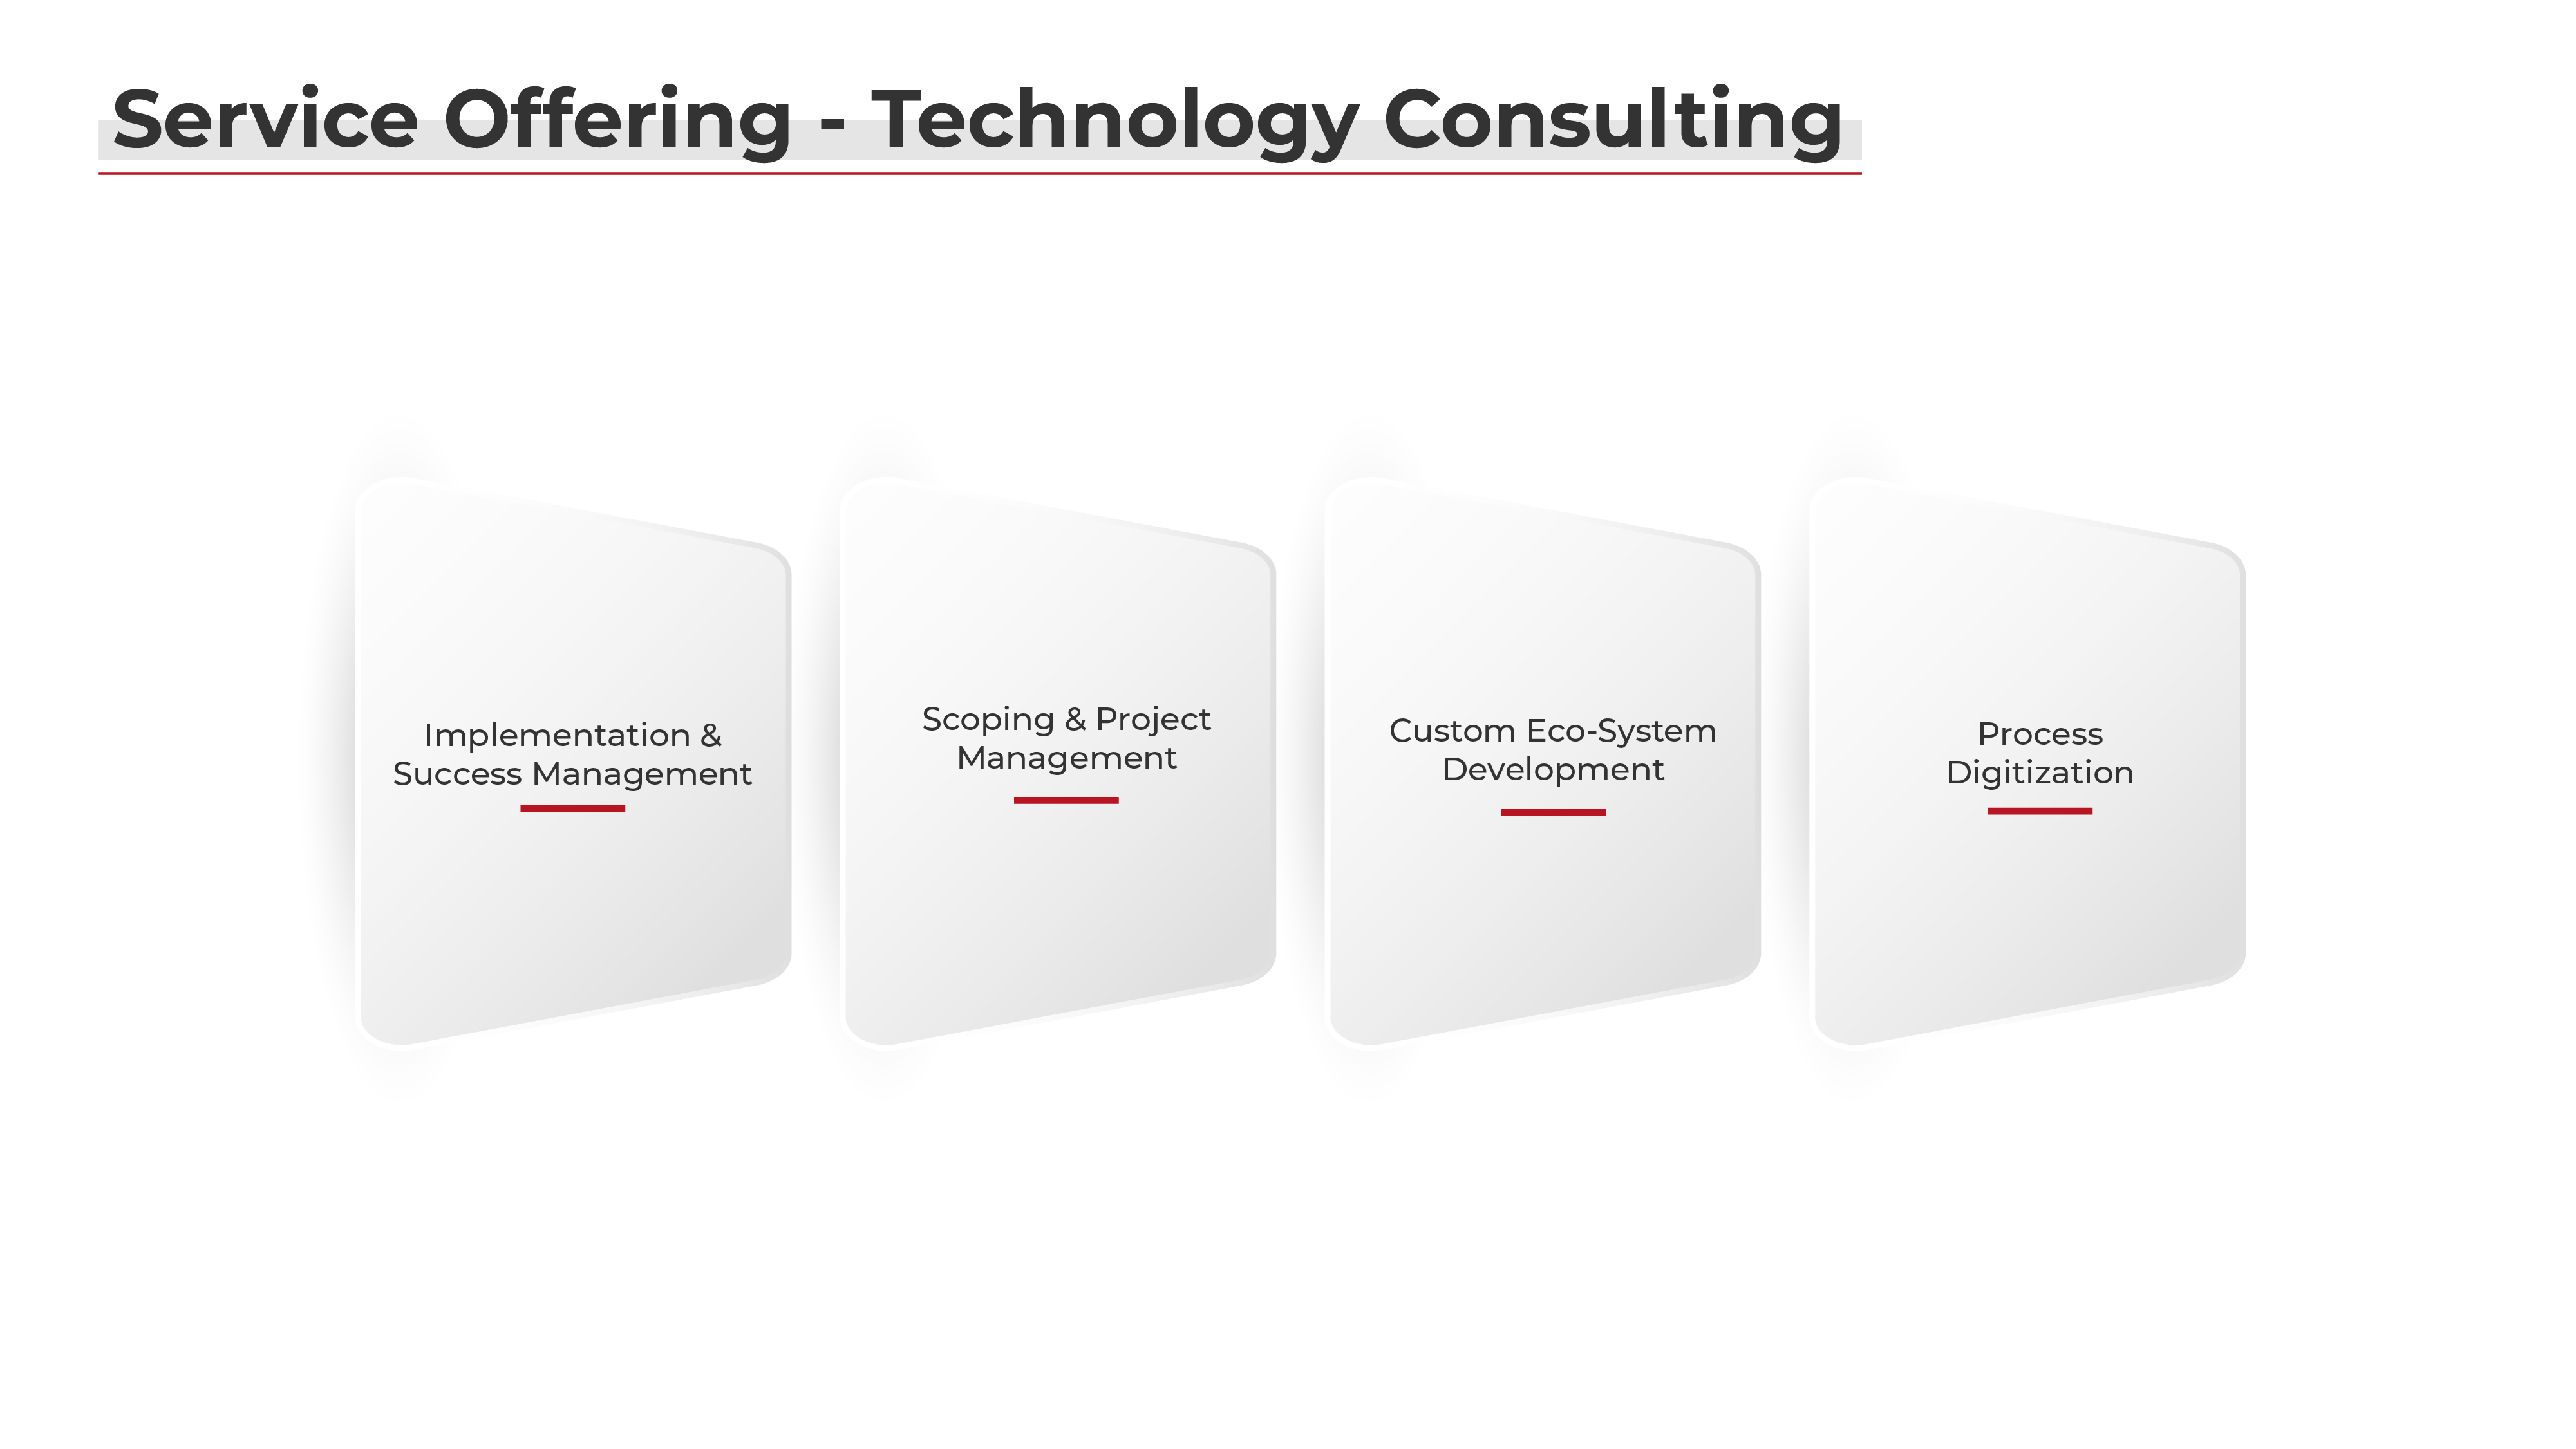 Service Offering - Technology Consulting
Implementation &
Success Management
Scoping & Project
Management
Custom Eco-System
Development
Process
Digitization